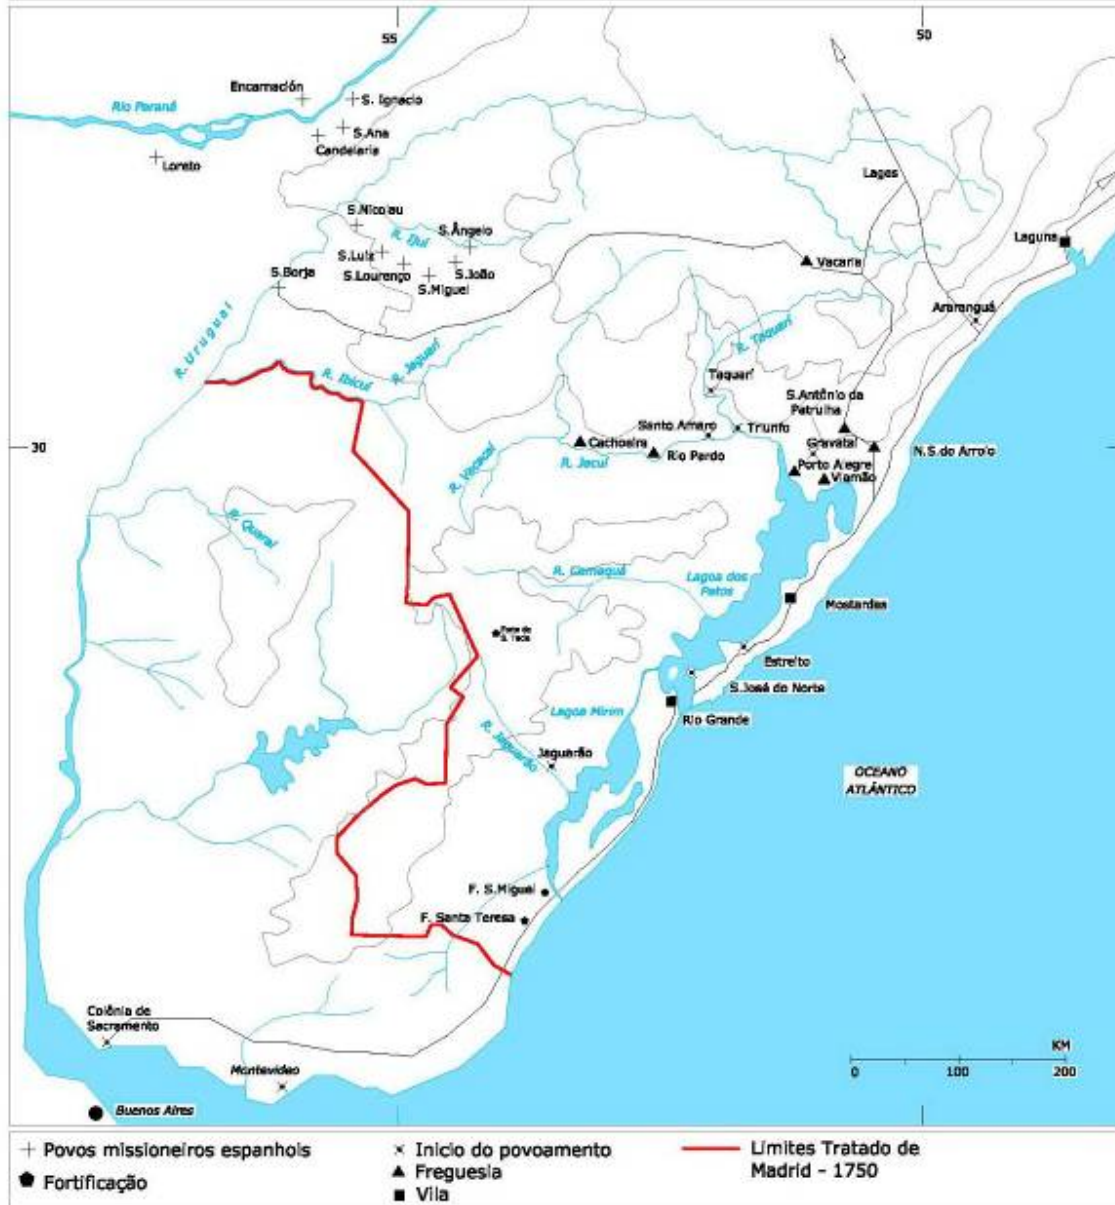 55
50
Encarnación
S. Ignacio
Rio Paraná
S.Ana
Candelaria
Loreto
Lages
S.Nicolau
R. Ijuí
S.Ângelo
Laguna
S.Luiz
S.Lourenço
S.João
S.Miguel
S.Borja
Vacaria
Araranguá
R. Uruguai
R. Taquarí
R. Jaguarí
R. Ibicuí
Taquarí
S.Antônio da
Patrulha
Santo Amaro
Triunfo
30
Cachoeira
Gravataí
N.S.do Arroio
Rio Pardo
R. Jacuí
Porto Alegre
Viamão
R. Vacacaí
R. Quaraí
R. Camaquã
Lagoa dos
Patos
Mostardas
S. Tecla
Estreito
S.José do Norte
Lagoa Mirim
Rio Grande
R. Jaguarão
Jaguarão
OCEANO
ATLÂNTICO
F. S.Miguel
F. Santa Teresa
Colônia de
Sacramento
Montevideo
Buenos Aires
KM
0 100 200
Povos missioneiros espanhois
Fortificação
Inicio do povoamento
Freguesia
Vila
Limites Tratado de
Madrid - 1750